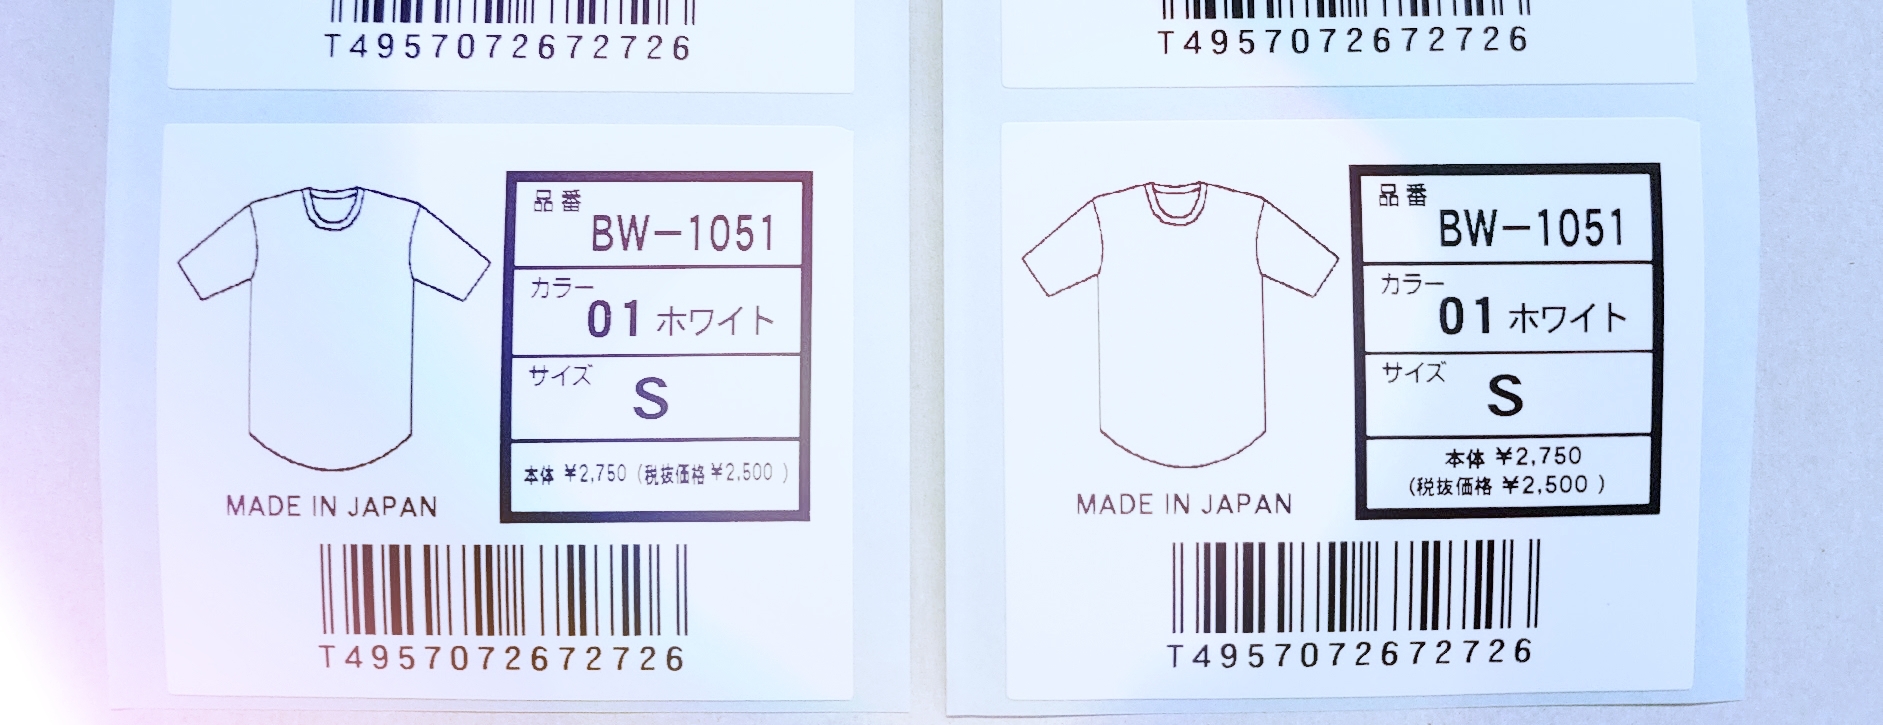 T4957072672726
品番
BW-1051
カラー
01 ホワイト
サイズ
S
本体 ¥2,750 (税抜価格 ¥2,500 )
MADE IN JAPAN
T4957072672726
T4957072672726
品番
BW-1051
カラー
01 ホワイト
サイズ
S
本体 ¥2,750
(税抜価格 ¥2,500 )
MADE IN JAPAN
T4957072672726